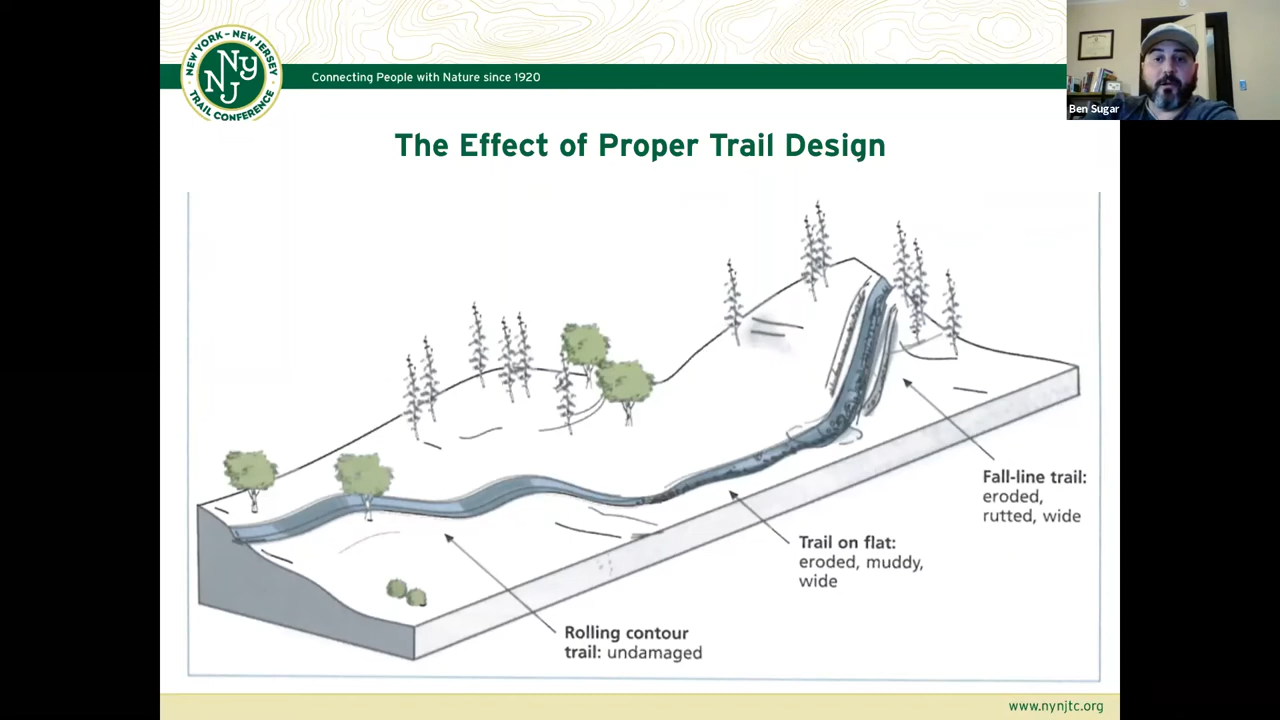 NEW YORK – NEW JERSEY
NY
NJ
TRAIL CONFERENCE
Connecting People with Nature since 1920
Ben Sugar
The Effect of Proper Trail Design
Fall-line trail:
eroded,
rutted, wide
Trail on flat:
eroded, muddy,
wide
Rolling contour
trail: undamaged
www.nynjtc.org